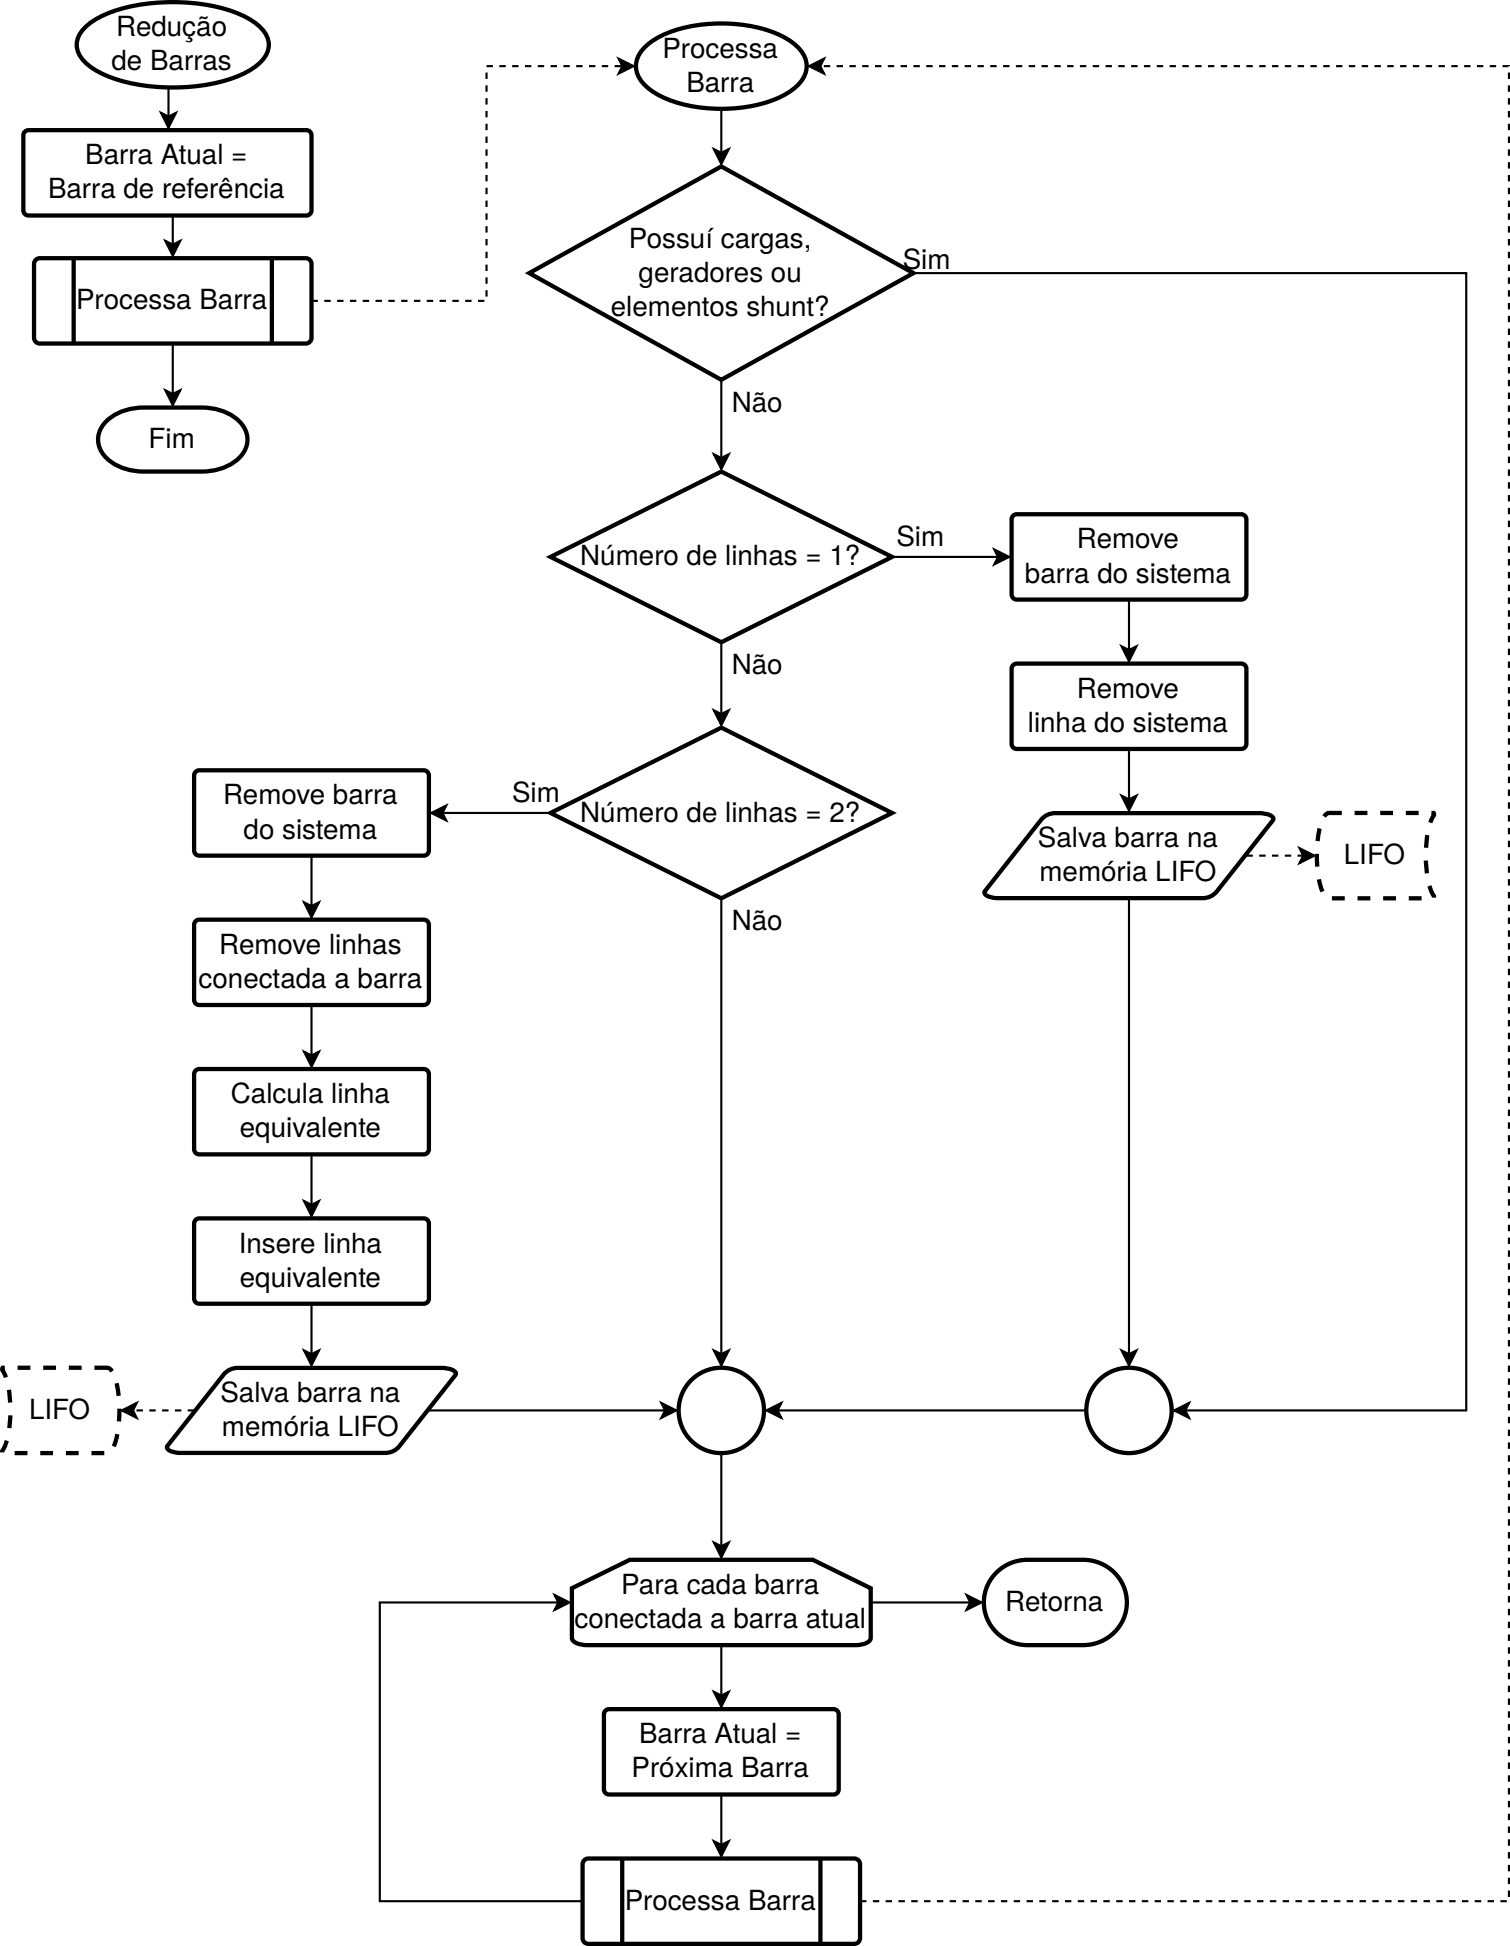 Redução
de Barras
Barra Atual =
Barra de referência
Processa Barra
Fim
Processa
Barra
Possuí cargas,
geradores ou
elementos shunt?
Sim
Não
Número de linhas = 1?
Sim
Remove
barra do sistema
Remove
linha do sistema
Salva barra na
memória LIFO
LIFO
Não
Número de linhas = 2?
Sim
Remove barra
do sistema
Remove linhas
conectada a barra
Calcula linha
equivalente
Insere linha
equivalente
Salva barra na
memória LIFO
LIFO
Não
Para cada barra
conectada a barra atual
Retorna
Barra Atual =
Próxima Barra
Processa Barra